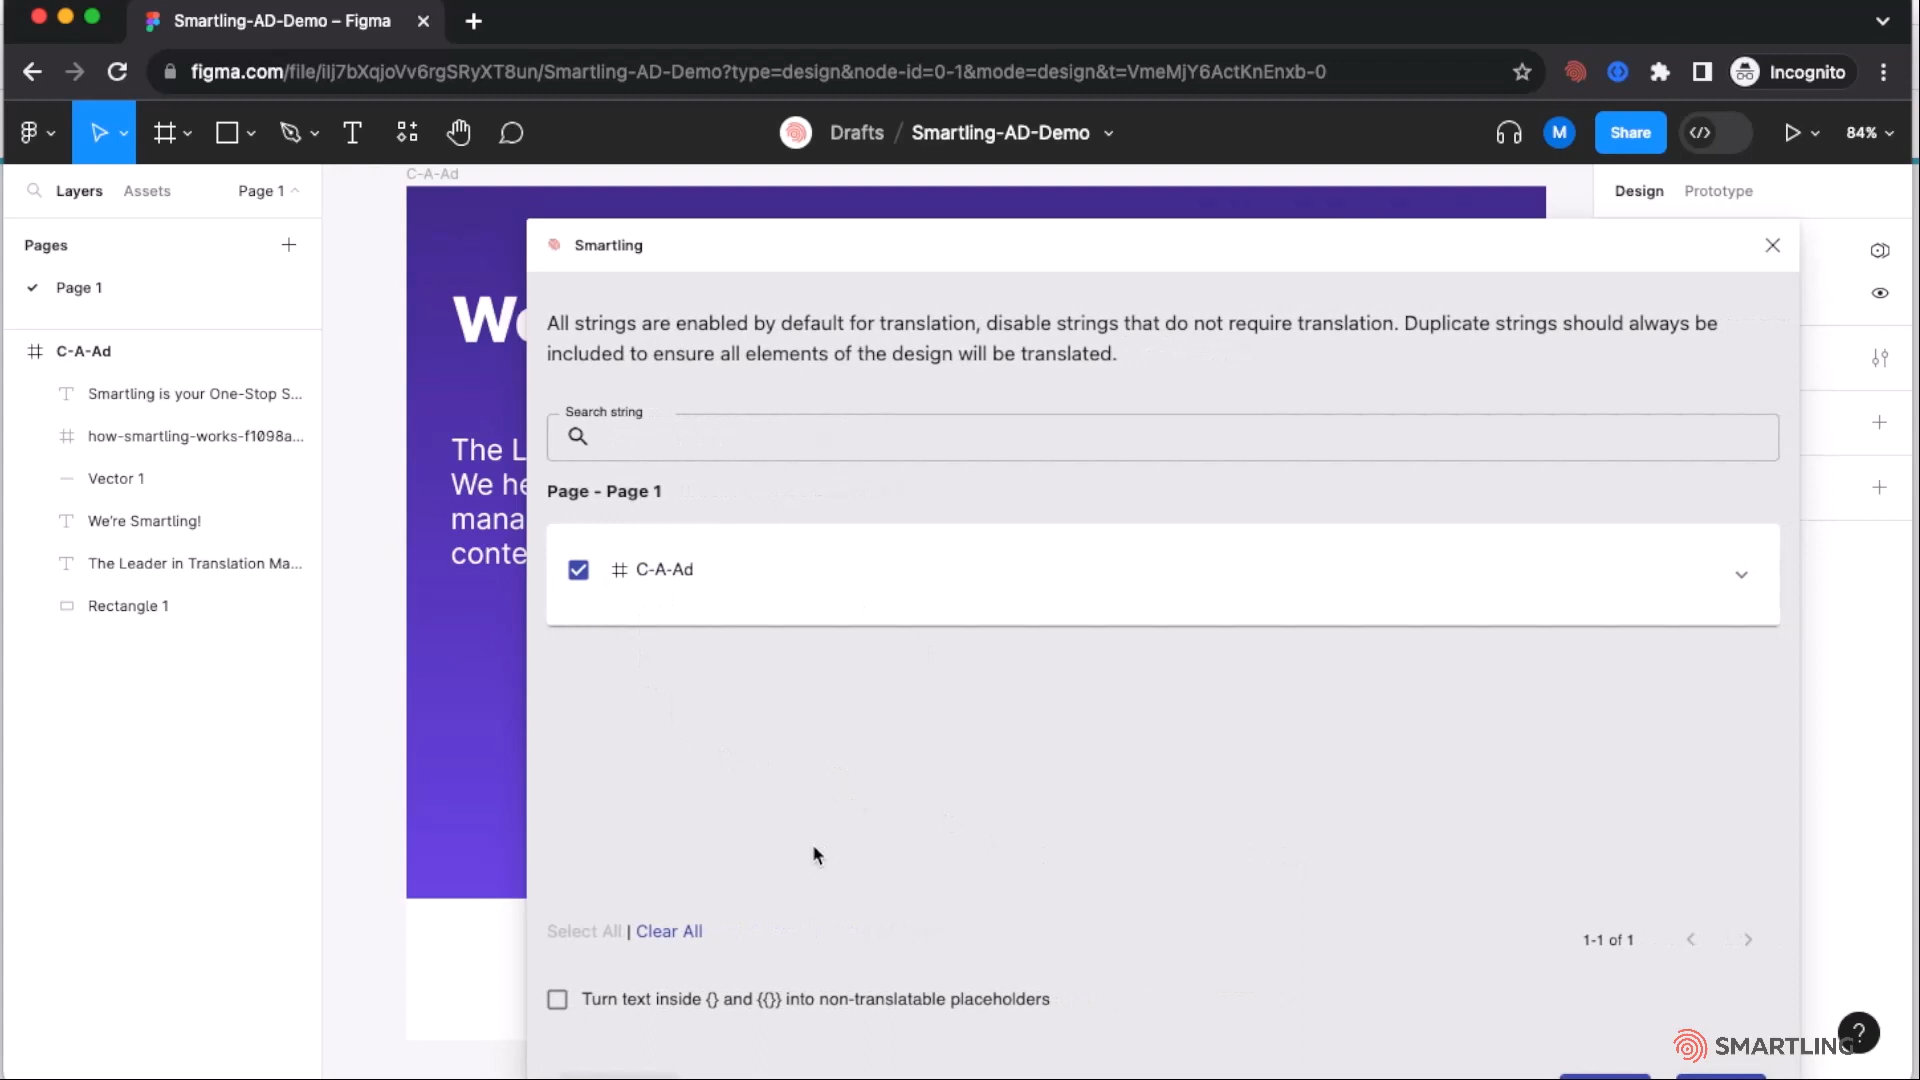 Smartling-AD-Demo – Figma
figma.com/file/ilj7bXqjoVv6rgSRyXT8un/Smartling-AD-Demo?type=design&node-id=0-1&mode=design&t=VmeMjY6ActKnEnxb-0
Incognito
Drafts / Smartling-AD-Demo
M
Share
84%
Layers
Assets
Page 1
C-A-Ad
Design
Prototype
Pages
Page 1
C-A-Ad
Smartling is your One-Stop S...
how-smartling-works-f1098a...
Vector 1
We're Smartling!
The Leader in Translation Ma...
Rectangle 1
We
The L
We he
mana
conte
Smartling
All strings are enabled by default for translation, disable strings that do not require translation. Duplicate strings should always be
included to ensure all elements of the design will be translated.
Search string
Page - Page 1
C-A-Ad
Select All | Clear All
1-1 of 1
Turn text inside {} and {{}} into non-translatable placeholders
?
SMARTLING